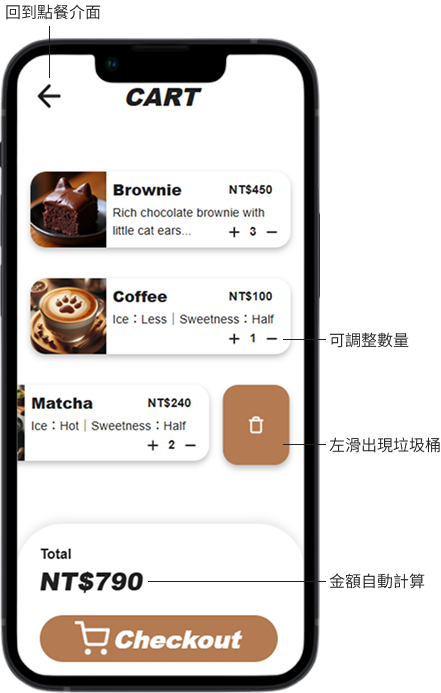 回到點餐介面
CART
Brownie NT$450
Rich chocolate brownie with
little cat ears...
+ 3 −
Coffee NT$100
Ice：Less｜Sweetness：Half
+ 1 −
可調整數量
Matcha NT$240
Ice：Hot｜Sweetness：Half
+ 2 −
左滑出現垃圾桶
Total
NT$790
金額自動計算
Checkout